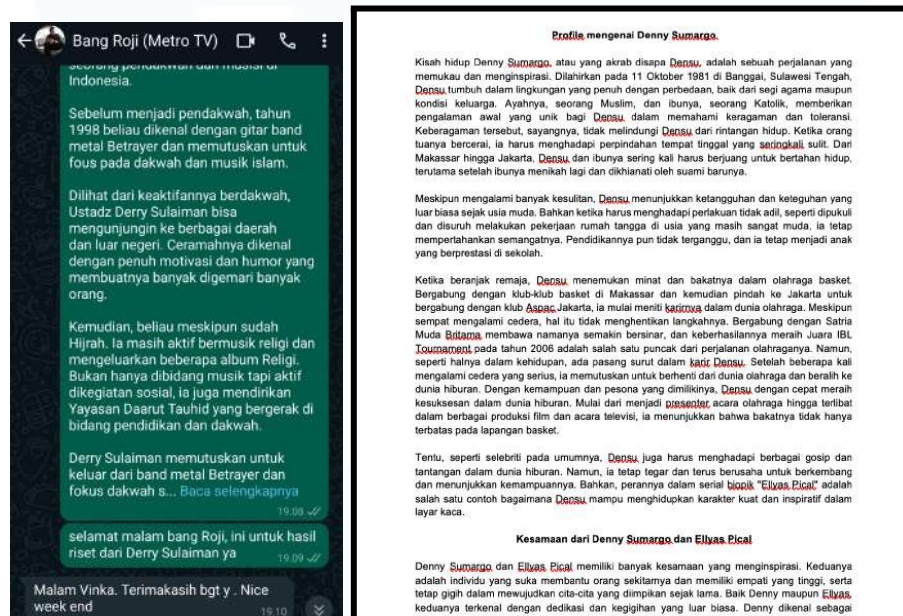 Bang Roji (Metro TV)
seorang pendakwah dan musisi di
Indonesia.
Sebelum menjadi pendakwah, tahun
1998 beliau dikenal dengan gitar band
metal Betrayer dan memutuskan untuk
fous pada dakwah dan musik islam.
Dilihat dari keaktifannya berdakwah,
Ustadz Derry Sulaiman bisa
mengunjungin ke berbagai daerah
dan luar negeri. Ceramahnya dikenal
dengan penuh motivasi dan humor yang
membuatnya banyak digemari banyak
orang.
Kemudian, beliau meskipun sudah
Hijrah. Ia masih aktif bermusik religi dan
mengeluarkan beberapa album Religi.
Bukan hanya dibidang musik tapi aktif
dikegiatan sosial, ia juga mendirikan
Yayasan Daarut Tauhid yang bergerak di
bidang pendidikan dan dakwah.
Derry Sulaiman memutuskan untuk
keluar dari band metal Betrayer dan
fokus dakwah s... Baca selengkapnya
19.08
selamat malam bang Roji, ini untuk hasil
riset dari Derry Sulaiman ya
19.09
Malam Vinka. Terimakasih bgt y . Nice
week end
19.10
Profile mengenai Denny Sumargo
Kisah hidup Denny Sumargo, atau yang akrab disapa Densu, adalah sebuah perjalanan yang
memukau dan menginspirasi. Dilahirkan pada 11 Oktober 1981 di Banggai, Sulawesi Tengah,
Densu tumbuh dalam lingkungan yang penuh dengan perbedaan, baik dari segi agama maupun
kondisi keluarga. Ayahnya, seorang Muslim, dan ibunya, seorang Katolik, memberikan
pengalaman awal yang unik bagi Densu dalam memahami keragaman dan toleransi.
Keberagaman tersebut, sayangnya, tidak melindungi Densu dari rintangan hidup. Ketika orang
tuanya bercerai, ia harus menghadapi perpindahan tempat tinggal yang seringkali sulit. Dari
Makassar hingga Jakarta, Densu dan ibunya sering kali harus berjuang untuk bertahan hidup,
terutama setelah ibunya menikah lagi dan dikhianati oleh suami barunya.
Meskipun mengalami banyak kesulitan, Densu menunjukkan ketangguhan dan keteguhan yang
luar biasa sejak usia muda. Bahkan ketika harus menghadapi perlakuan tidak adil, seperti dipukuli
dan disuruh melakukan pekerjaan rumah tangga di usia yang masih sangat muda, ia tetap
mempertahankan semangatnya. Pendidikannya pun tidak terganggu, dan ia tetap menjadi anak
yang berprestasi di sekolah.
Ketika beranjak remaja, Densu menemukan minat dan bakatnya dalam olahraga basket.
Bergabung dengan klub-klub basket di Makassar dan kemudian pindah ke Jakarta untuk
bergabung dengan klub Aspac Jakarta, ia mulai meniti karirnya dalam dunia olahraga. Meskipun
sempat mengalami cedera, hal itu tidak menghentikan langkahnya. Bergabung dengan Satria
Muda Britama membawa namanya semakin bersinar, dan keberhasilannya meraih Juara IBL
Tournament pada tahun 2006 adalah salah satu puncak dari perjalanan olahraganya. Namun,
seperti halnya dalam kehidupan, ada pasang surut dalam karir Densu. Setelah beberapa kali
mengalami cedera yang serius, ia memutuskan untuk berhenti dari dunia olahraga dan beralih ke
dunia hiburan. Dengan kemampuan dan pesona yang dimilikinya, Densu dengan cepat meraih
kesuksesan dalam dunia hiburan. Mulai dari menjadi presenter acara olahraga hingga terlibat
dalam berbagai produksi film dan acara televisi, ia menunjukkan bahwa bakatnya tidak hanya
terbatas pada lapangan basket.
Tentu, seperti selebriti pada umumnya, Densu juga harus menghadapi berbagai gosip dan
tantangan dalam dunia hiburan. Namun, ia tetap tegar dan terus berusaha untuk berkembang
dan menunjukkan kemampuannya. Bahkan, perannya dalam serial biopik "Ellyas Pical" adalah
salah satu contoh bagaimana Densu mampu menghidupkan karakter kuat dan inspiratif dalam
layar kaca.
Kesamaan dari Denny Sumargo dan Ellyas Pical
Denny Sumargo dan Ellyas Pical memiliki banyak kesamaan yang menginspirasi. Keduanya
adalah individu yang suka membantu orang sekitarnya dan memiliki empati yang tinggi, serta
tetap gigih dalam mewujudkan cita-cita yang diimpikan sejak lama. Baik Denny maupun Ellyas
keduanya terkenal dengan dedikasi dan kegigihan yang luar biasa. Denny dikenal sebagai